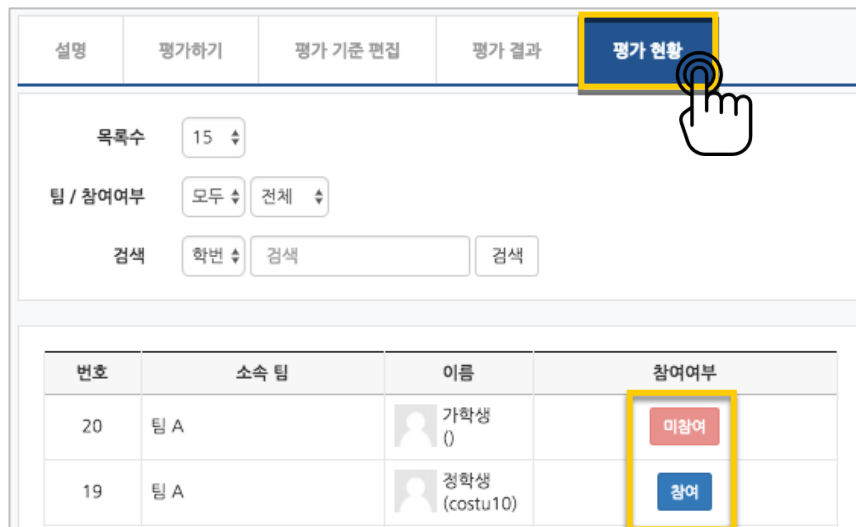 설명 평가하기 평가 기준 편집 평가 결과 평가 현황
목록수 15
팀 / 참여여부 모두 전체
검색 학번 검색 검색
번호 소속 팀 이름 참여여부
20 팀 A 가학생 미참여
()
19 팀 A 정학생 참여
(costu10)